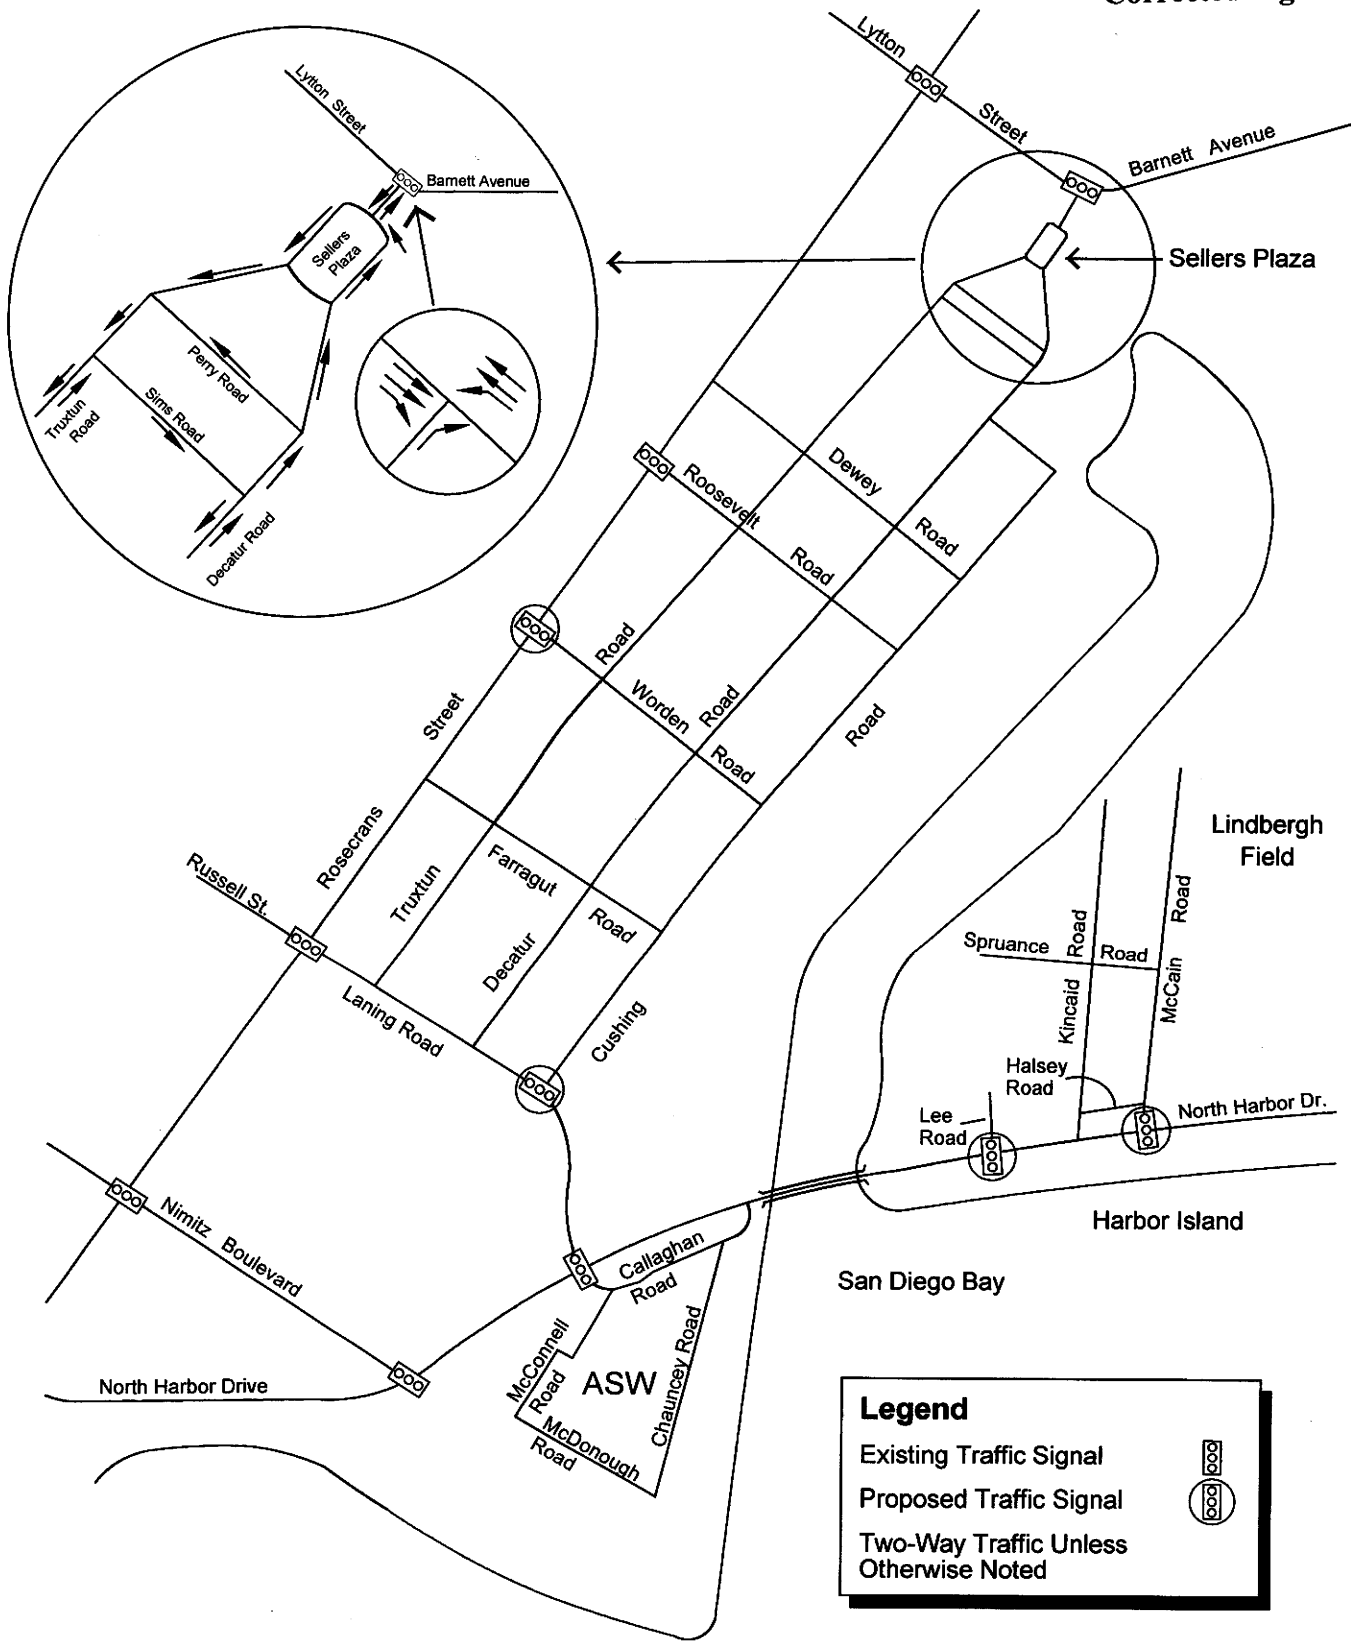 Lytton
Street
Barnett Avenue
Sellers Plaza
Lytton Street
Barnett Avenue
Sellers
Plaza
Perry Road
Sims Road
Truxtun
Road
Decatur Road
Dewey
Road
Roosevelt
Road
Road
Worden
Road
Road
Road
Street
Rosecrans
Russell St.
Truxtun
Farragut
Road
Decatur
Laning Road
Cushing
Lindbergh
Field
Spruance
Road
Road
Kincaid
Road
McCain
Halsey
Road
Lee
Road
North Harbor Dr.
Harbor Island
San Diego Bay
Nimitz
Boulevard
Callaghan
Road
McConnell
Road
ASW
Chauncey Road
McDonough
Road
North Harbor Drive
Legend
Existing Traffic Signal
Proposed Traffic Signal
Two-Way Traffic Unless
Otherwise Noted